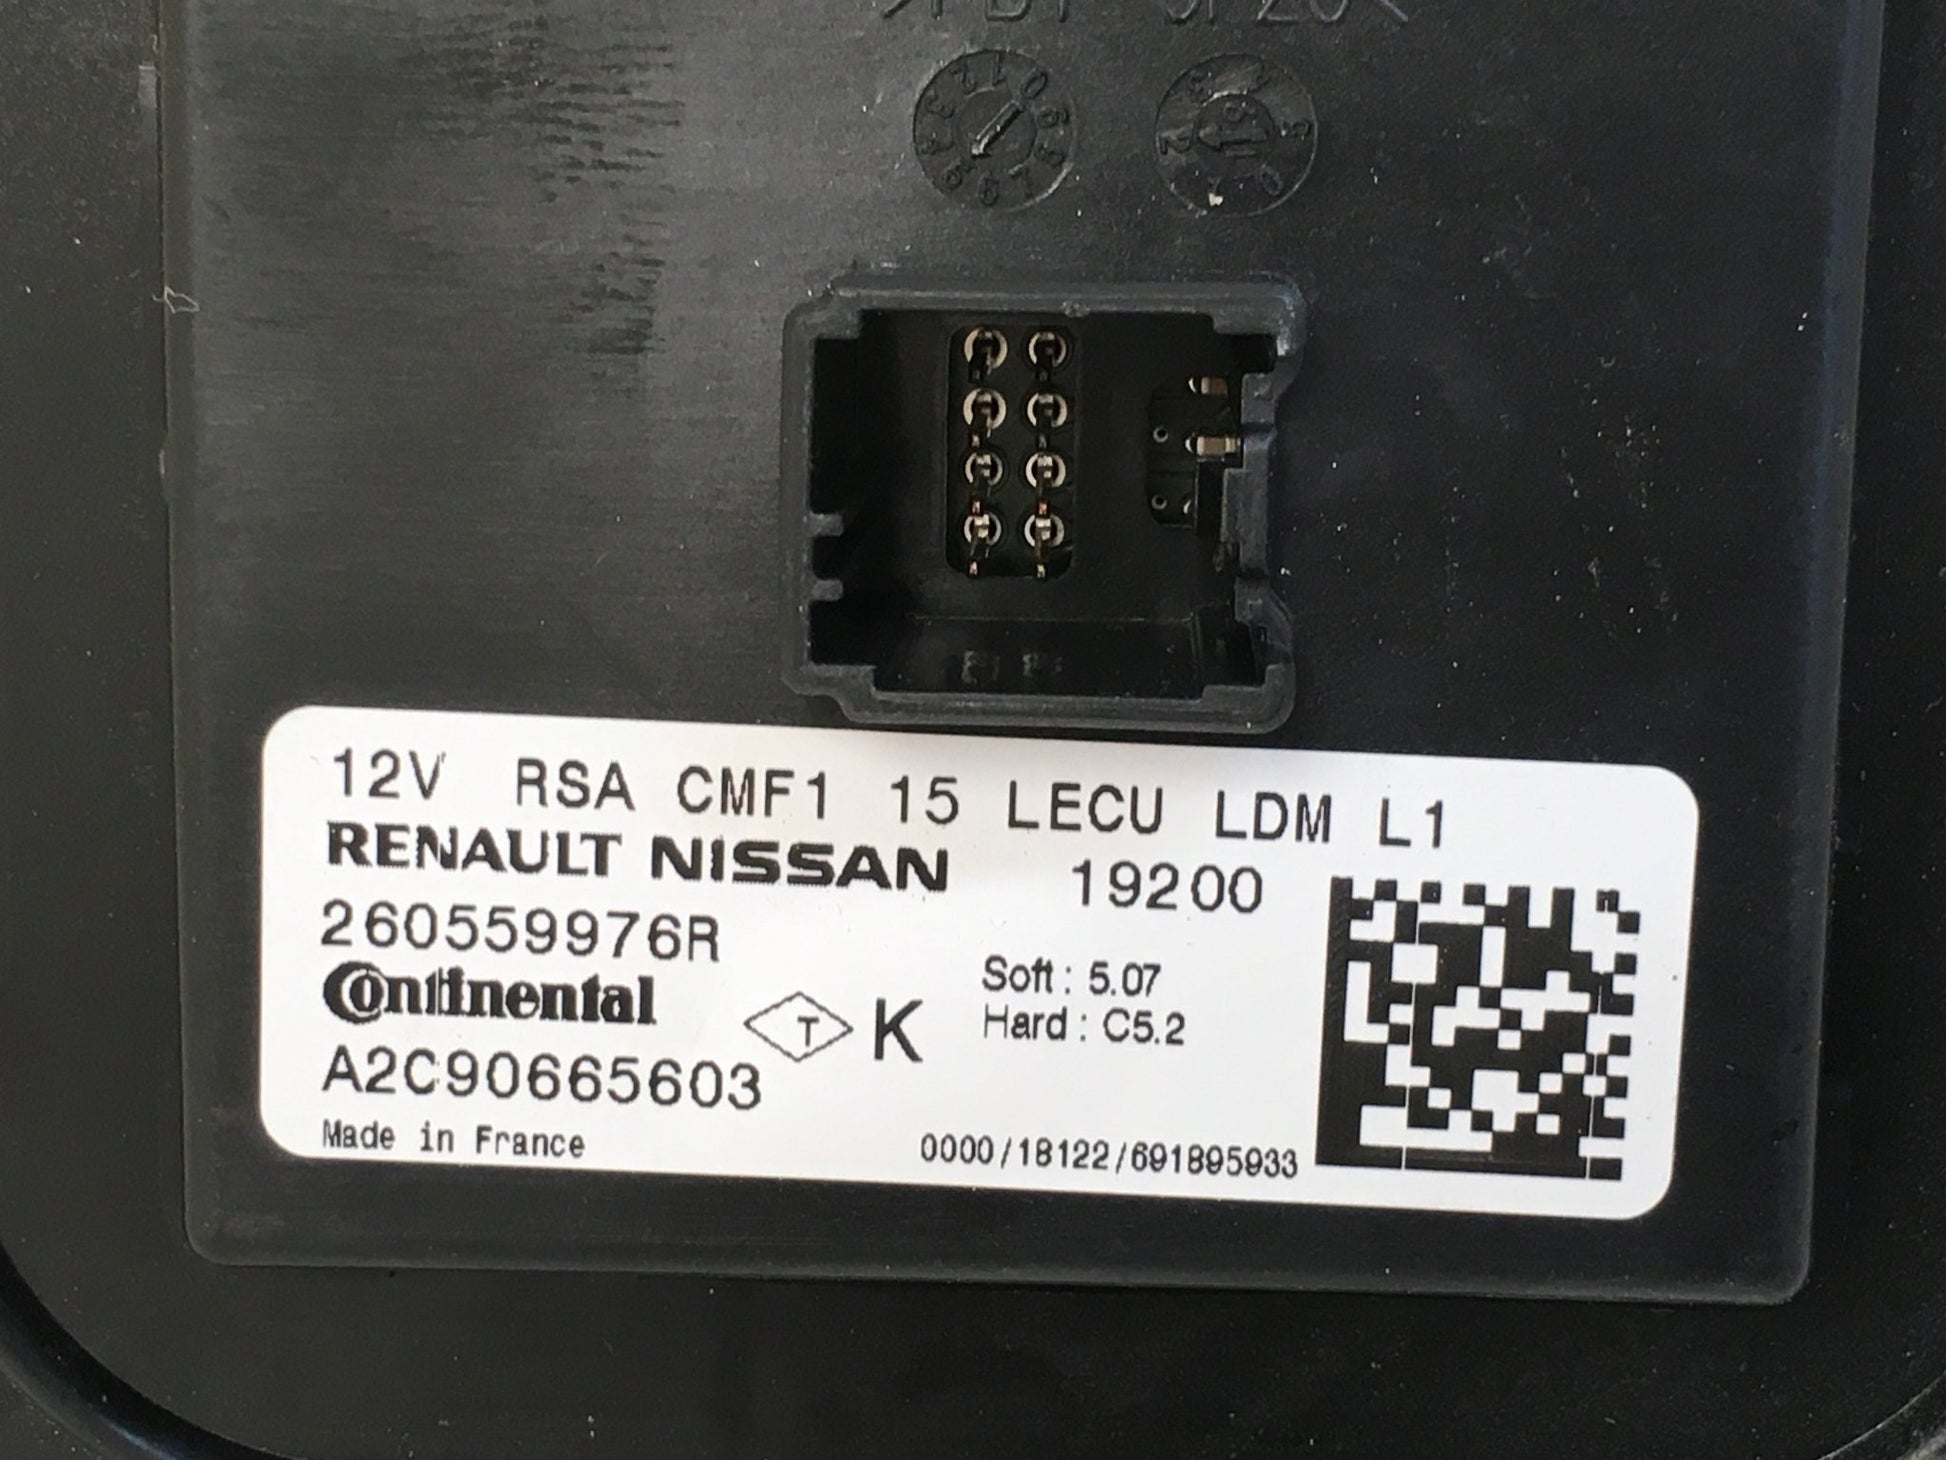 12V RSA CMF1 15 LECU LDM L1
RENAULT NISSAN 19200
260559976R
Continental
T K
Soft : 5.07
Hard : C5.2
A2C90665603
Made in France
0000/18122/691895933